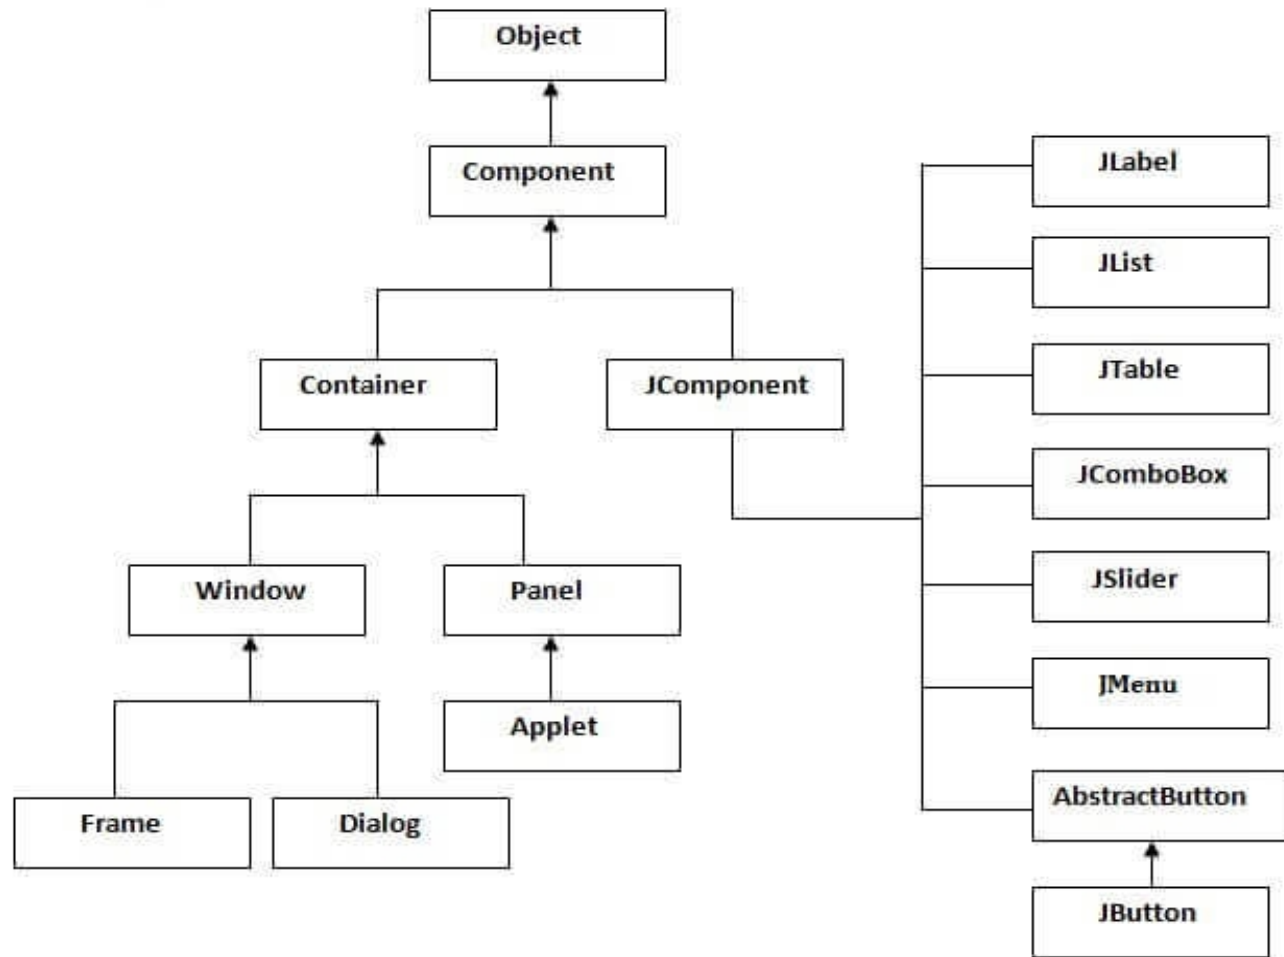 Object
Component
JLabel
JList
Container
JComponent
JTable
JComboBox
Window
Panel
JSlider
JMenu
Applet
Frame
Dialog
AbstractButton
JButton